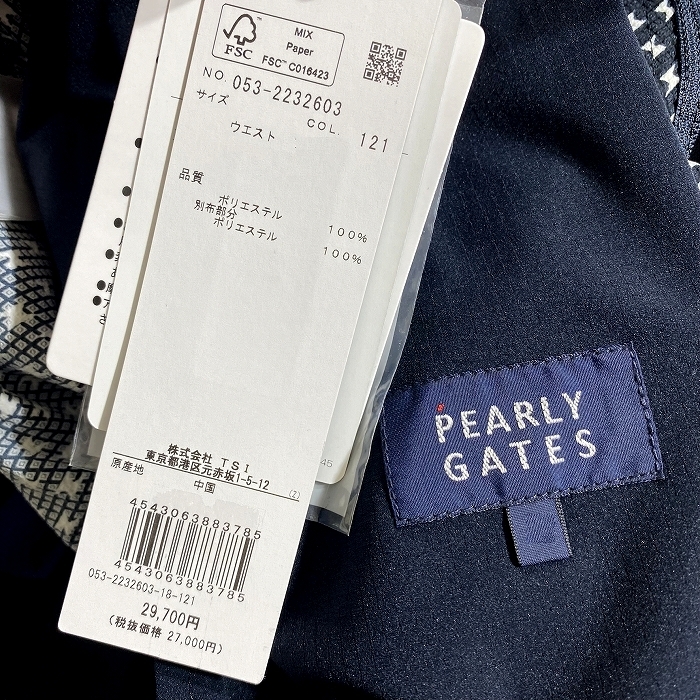 FSC
MIX
Paper
FSC™ C016423
NO. 053-2232603
サイズ
COL. 121
ウエスト
品質
ポリエステル 100%
別布部分
ポリエステル 100%
株式会社 TSI
東京都港区元赤坂1-5-12
原産地 中国
(Z)
4543063883785
4543063883785
053-2232603-18-121
29,700円
(税抜価格 27,000円)
45
PEARLY
GATES